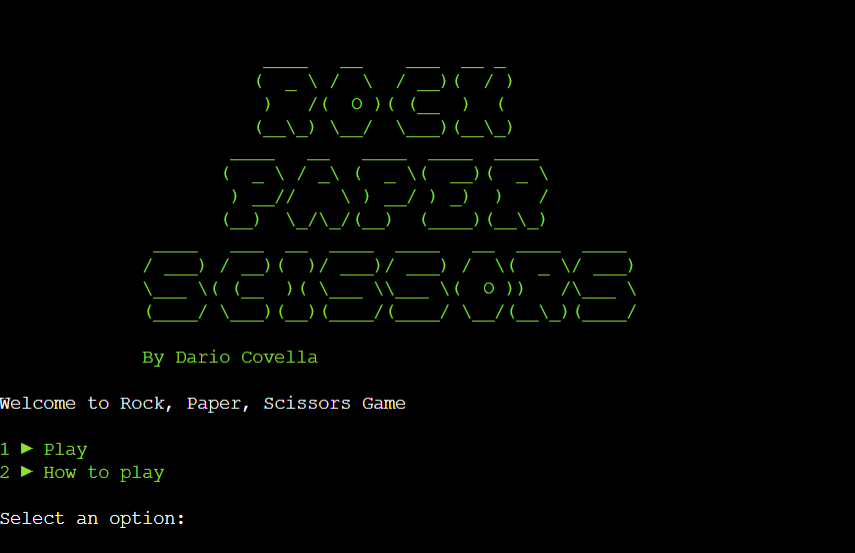 ROCK
PAPER
SCISSORS
By Dario Covella
Welcome to Rock, Paper, Scissors Game
1 ► Play
2 ► How to play
Select an option: